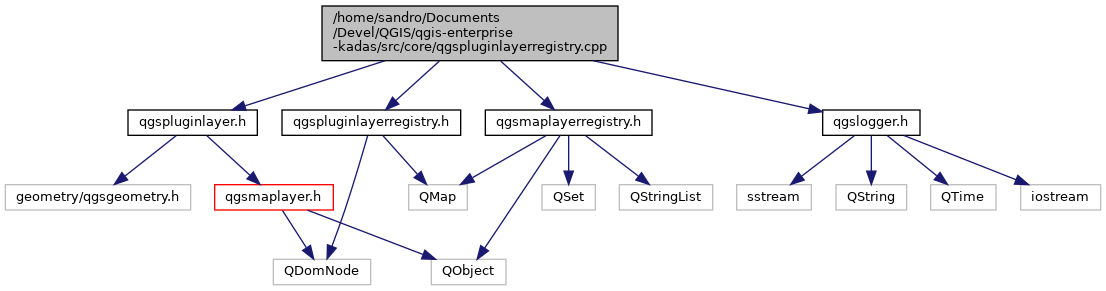 /home/sandro/Documents
/Devel/QGIS/qgis-enterprise
-kadas/src/core/qgspluginlayerregistry.cpp
qgspluginlayer.h
qgspluginlayerregistry.h
qgsmaplayerregistry.h
qgslogger.h
geometry/qgsgeometry.h
qgsmaplayer.h
QMap
QSet
QStringList
sstream
QString
QTime
iostream
QDomNode
QObject